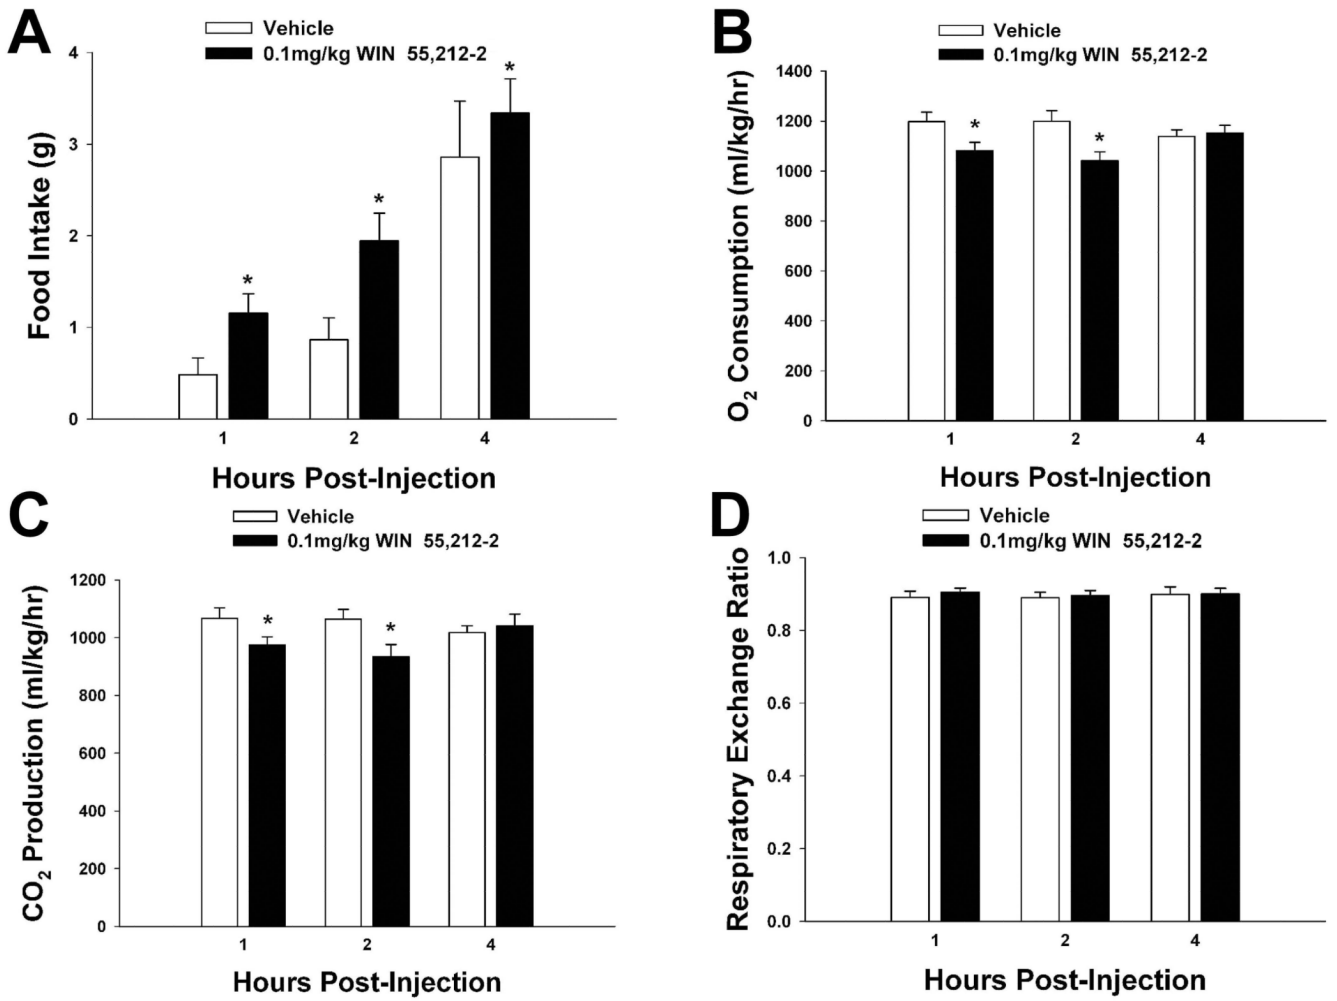 A
Vehicle
0.1mg/kg WIN 55,212-2
Food Intake (g)
4
3
2
1
0
*
*
*
1 2 4
Hours Post-Injection
B
Vehicle
0.1mg/kg WIN 55,212-2
O₂ Consumption (ml/kg/hr)
1400
1200
1000
800
600
400
200
0
*
*
1 2 4
Hours Post-Injection
C
Vehicle
0.1mg/kg WIN 55,212-2
CO₂ Production (ml/kg/hr)
1200
1000
800
600
400
200
0
*
*
1 2 4
Hours Post-Injection
D
Vehicle
0.1mg/kg WIN 55,212-2
Respiratory Exchange Ratio
1.0
0.8
0.6
0.4
0.2
0.0
1 2 4
Hours Post-Injection